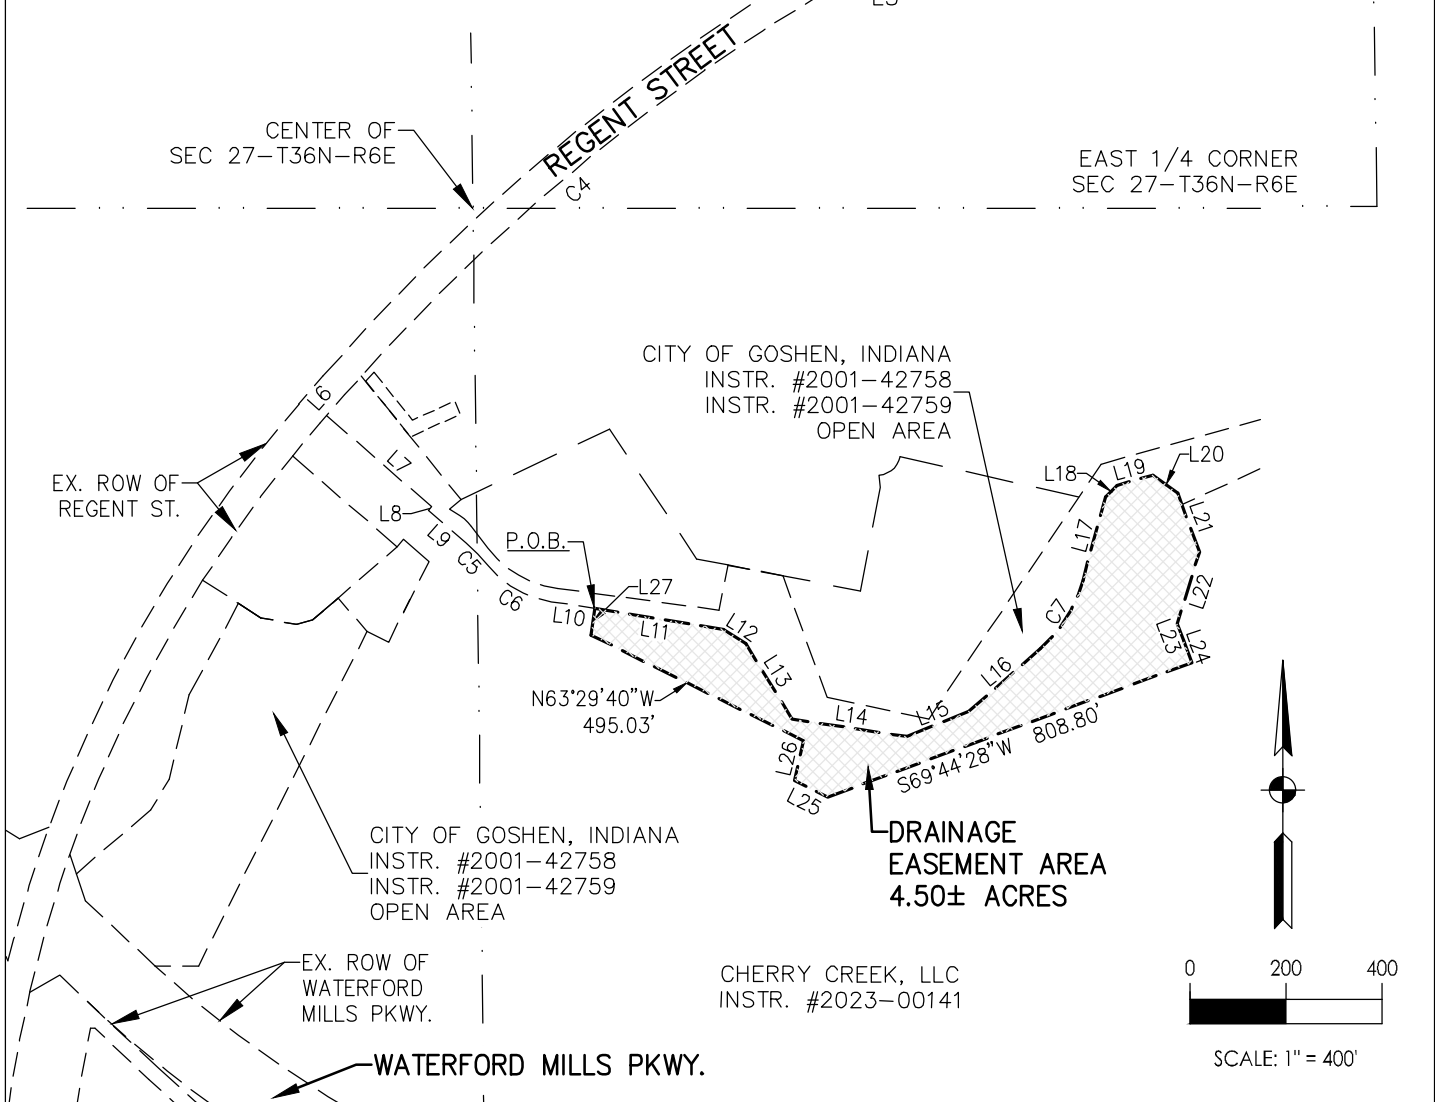 REGENT STREET
C4
CENTER OF
SEC 27-T36N-R6E
EAST 1/4 CORNER
SEC 27-T36N-R6E
CITY OF GOSHEN, INDIANA
INSTR. #2001-42758
INSTR. #2001-42759
OPEN AREA
L6
L7
EX. ROW OF
REGENT ST.
L8
L9
C5
C6
P.O.B.
L27
L10
L11
L12
L13
L14
L15
L16
C7
L17
L18
L19
L20
L21
L22
L23
L24
N63°29'40"W
495.03'
L26
L25
S69°44'28"W 808.80'
DRAINAGE
EASEMENT AREA
4.50± ACRES
CITY OF GOSHEN, INDIANA
INSTR. #2001-42758
INSTR. #2001-42759
OPEN AREA
EX. ROW OF
WATERFORD
MILLS PKWY.
CHERRY CREEK, LLC
INSTR. #2023-00141
WATERFORD MILLS PKWY.
0 200 400
SCALE: 1" = 400'